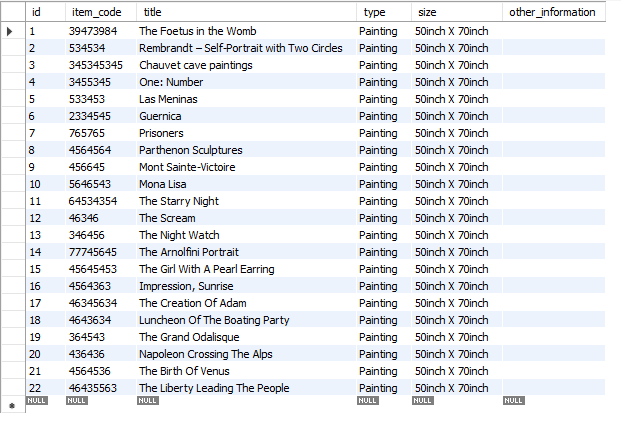 id item_code title type size other_information
1 39473984 The Foetus in the Womb Painting 50inch X 70inch
2 534534 Rembrandt – Self-Portrait with Two Circles Painting 50inch X 70inch
3 345345345 Chauvet cave paintings Painting 50inch X 70inch
4 3455345 One: Number Painting 50inch X 70inch
5 533453 Las Meninas Painting 50inch X 70inch
6 2334545 Guernica Painting 50inch X 70inch
7 765765 Prisoners Painting 50inch X 70inch
8 4564564 Parthenon Sculptures Painting 50inch X 70inch
9 456645 Mont Sainte-Victoire Painting 50inch X 70inch
10 5646543 Mona Lisa Painting 50inch X 70inch
11 64534354 The Starry Night Painting 50inch X 70inch
12 46346 The Scream Painting 50inch X 70inch
13 346456 The Night Watch Painting 50inch X 70inch
14 77745645 The Arnolfini Portrait Painting 50inch X 70inch
15 45645453 The Girl With A Pearl Earring Painting 50inch X 70inch
16 4564363 Impression, Sunrise Painting 50inch X 70inch
17 46345634 The Creation Of Adam Painting 50inch X 70inch
18 4643634 Luncheon Of The Boating Party Painting 50inch X 70inch
19 364543 The Grand Odalisque Painting 50inch X 70inch
20 436436 Napoleon Crossing The Alps Painting 50inch X 70inch
21 4564536 The Birth Of Venus Painting 50inch X 70inch
22 46435563 The Liberty Leading The People Painting 50inch X 70inch
NULL NULL NULL NULL NULL NULL